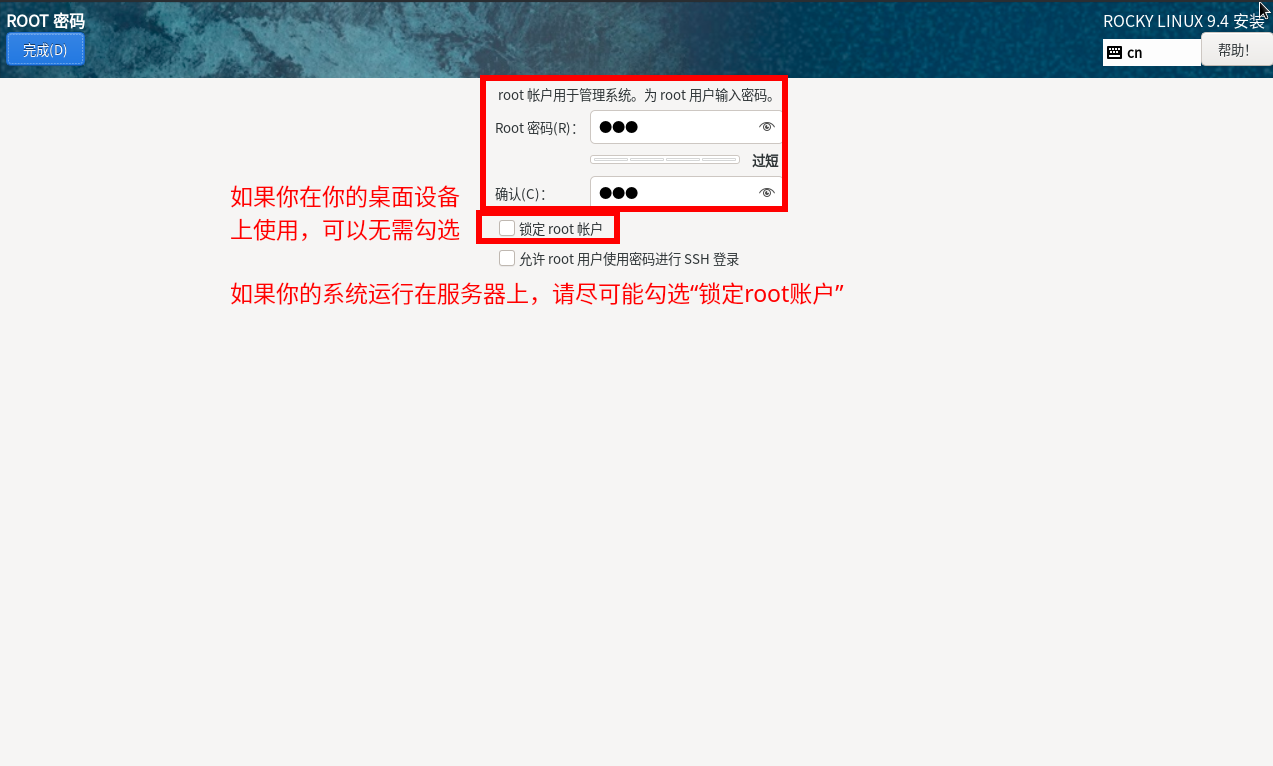 ROOT 密码
ROCKY LINUX 9.4 安装
完成(D)
cn
帮助！
root 帐户用于管理系统。为 root 用户输入密码。
Root 密码(R)：
●●●
过短
确认(C)：
●●●
如果你在你的桌面设备
上使用，可以无需勾选
锁定 root 帐户
允许 root 用户使用密码进行 SSH 登录
如果你的系统运行在服务器上，请尽可能勾选“锁定root账户”